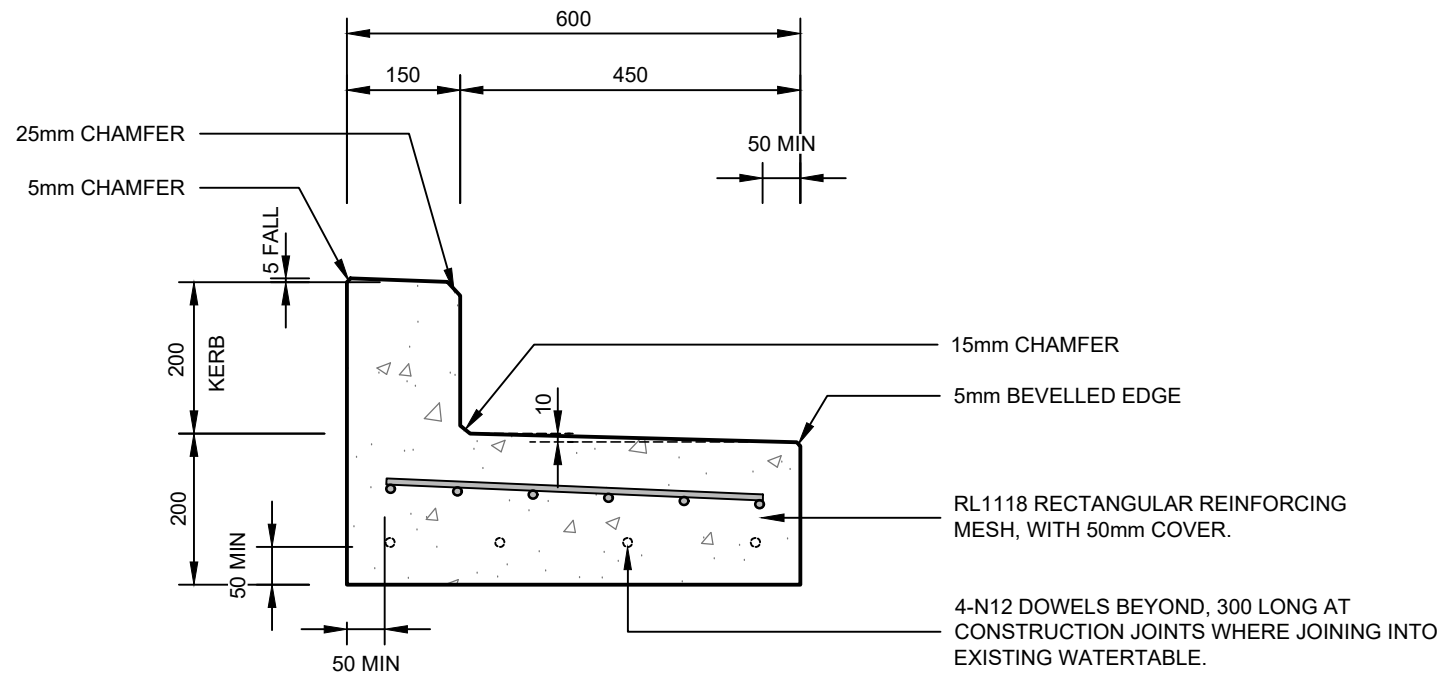 600
150
450
25mm CHAMFER
50 MIN
5mm CHAMFER
5 FALL
200
KERB
15mm CHAMFER
5mm BEVELLED EDGE
10
200
RL1118 RECTANGULAR REINFORCING
MESH, WITH 50mm COVER.
50 MIN
4-N12 DOWELS BEYOND, 300 LONG AT
CONSTRUCTION JOINTS WHERE JOINING INTO
EXISTING WATERTABLE.
50 MIN